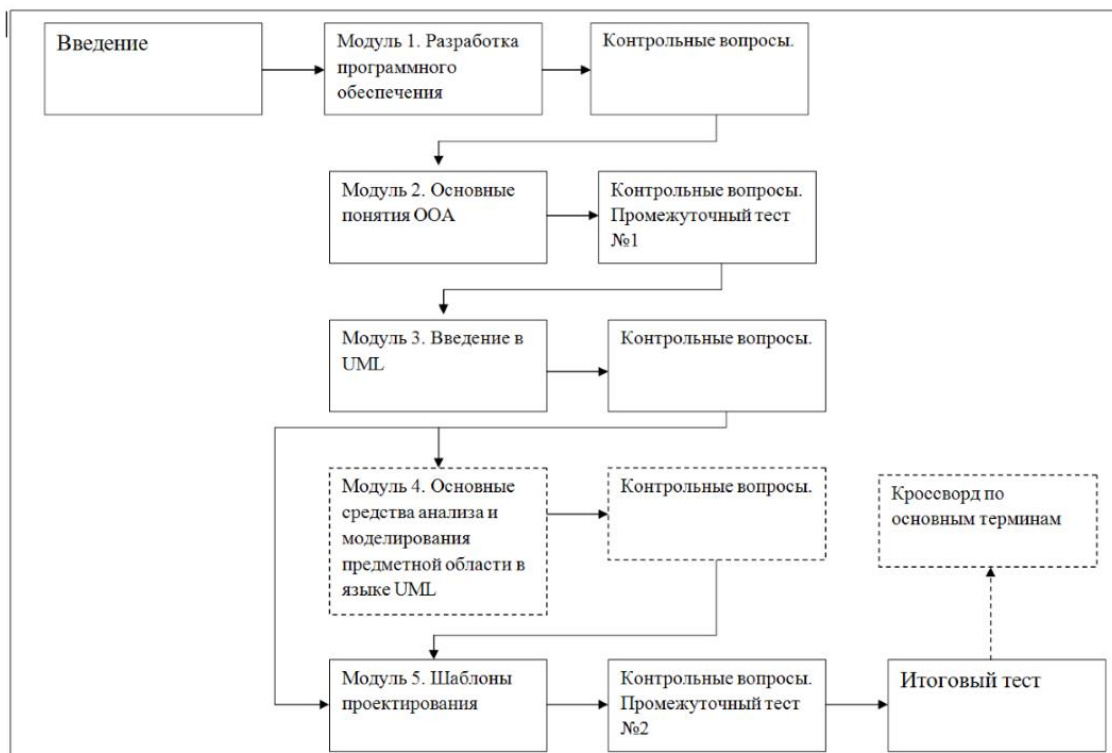 Введение
Модуль 1. Разработка
программного
обеспечения
Контрольные вопросы.
Модуль 2. Основные
понятия ООА
Контрольные вопросы.
Промежуточный тест
№1
Модуль 3. Введение в
UML
Контрольные вопросы.
Модуль 4. Основные
средства анализа и
моделирования
предметной области в
языке UML
Контрольные вопросы.
Кроссворд по
основным терминам
Модуль 5. Шаблоны
проектирования
Контрольные вопросы.
Промежуточный тест
№2
Итоговый тест